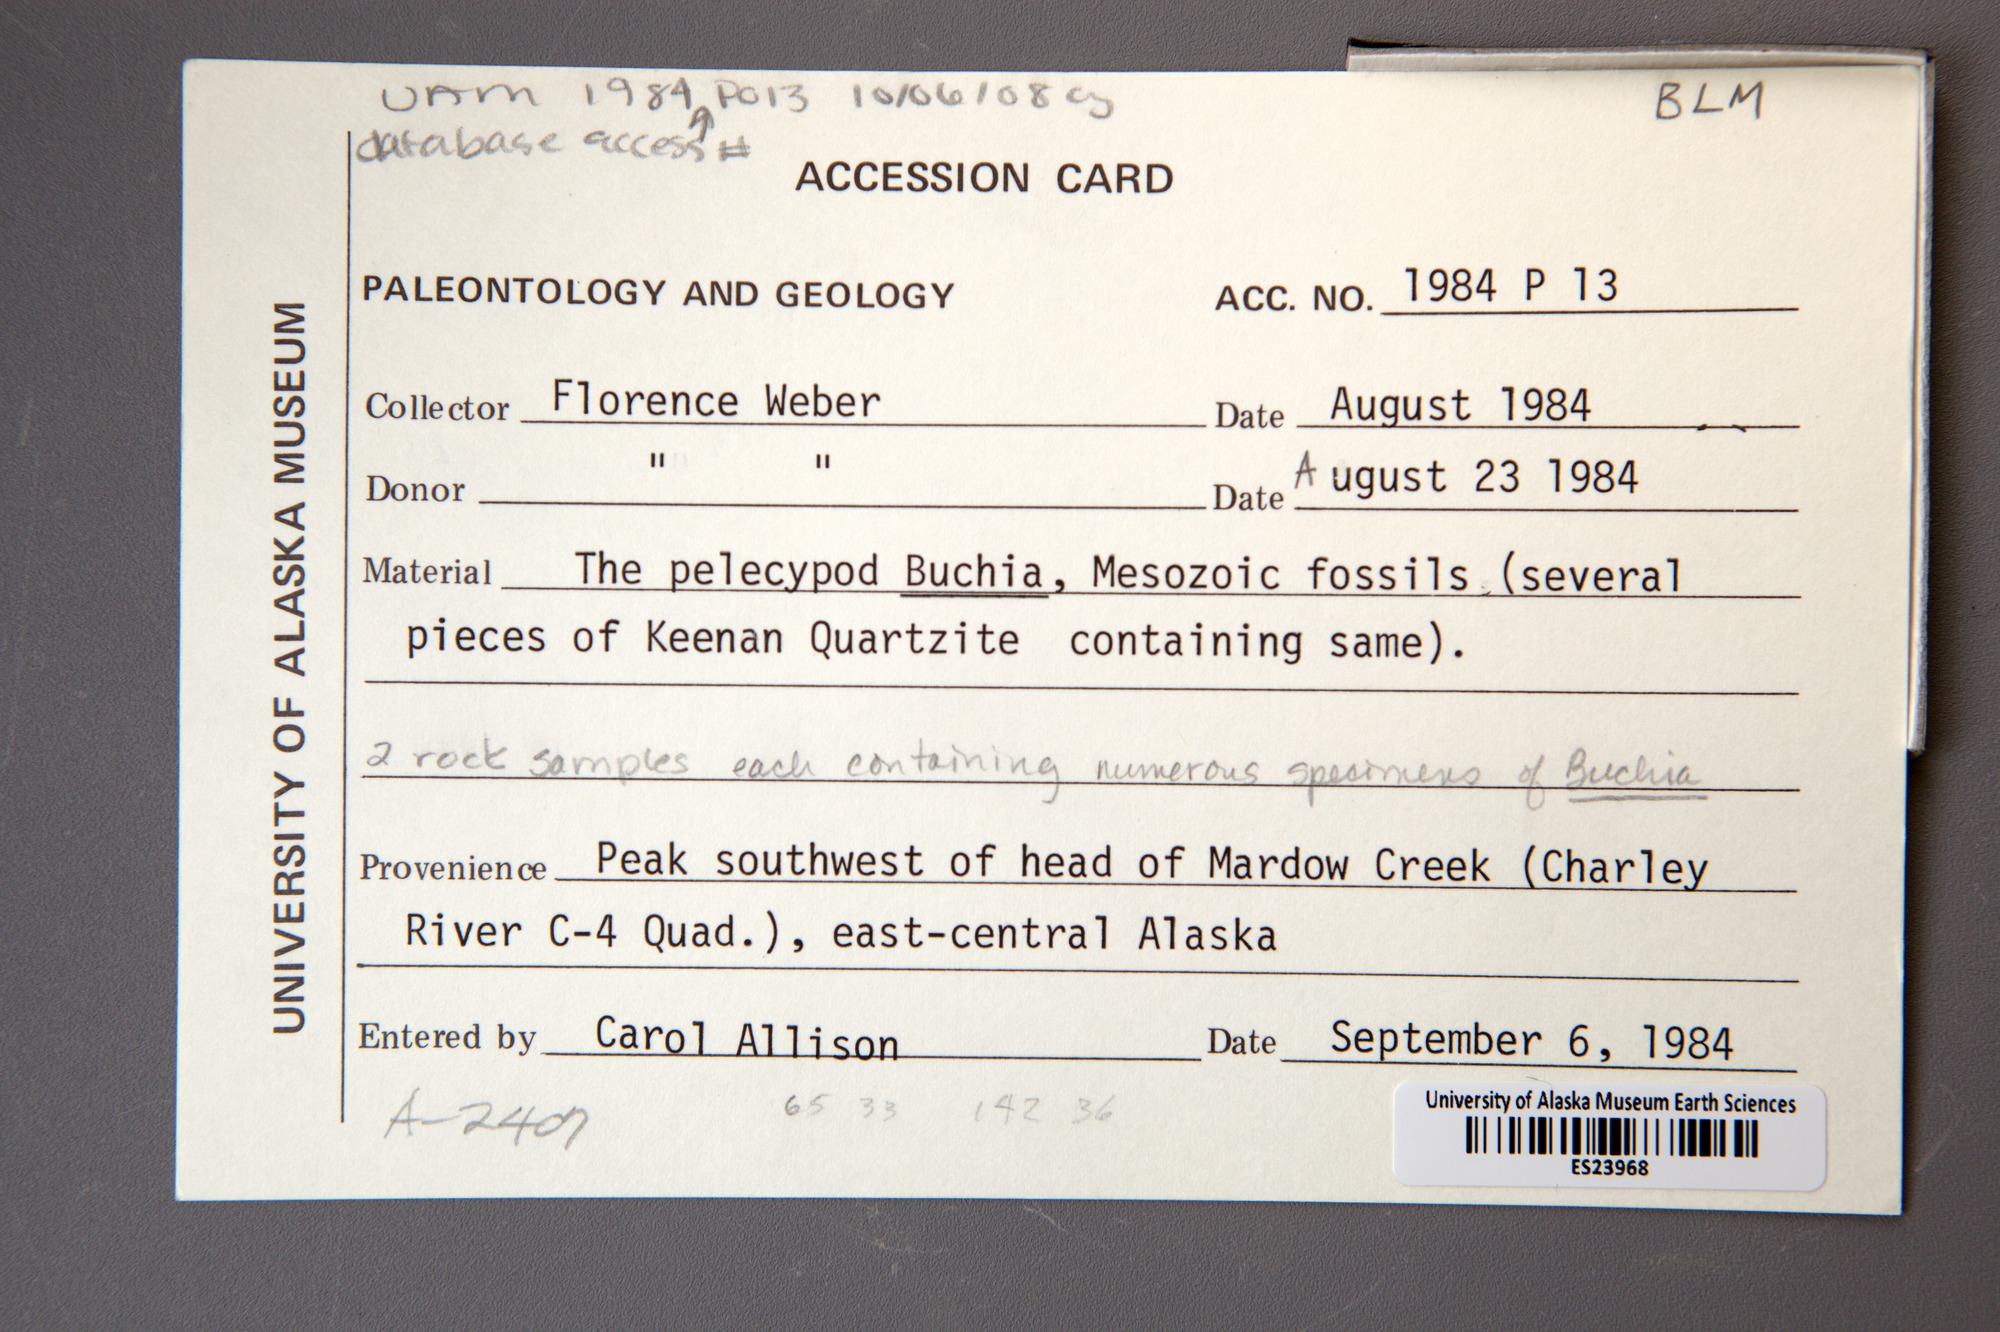 UAM 1984 P013 10/06/08 cg
BLM
database access #
ACCESSION CARD
UNIVERSITY OF ALASKA MUSEUM
PALEONTOLOGY AND GEOLOGY ACC. NO. 1984 P 13
Collector Florence Weber Date August 1984
Donor " " Date August 23 1984
Material The pelecypod Buchia, Mesozoic fossils (several
pieces of Keenan Quartzite containing same).
2 rock samples each containing numerous specimens of Buchia
Provenience Peak southwest of head of Mardow Creek (Charley
River C-4 Quad.), east-central Alaska
Entered by Carol Allison Date September 6, 1984
65 33 142 36
University of Alaska Museum Earth Sciences
ES23968